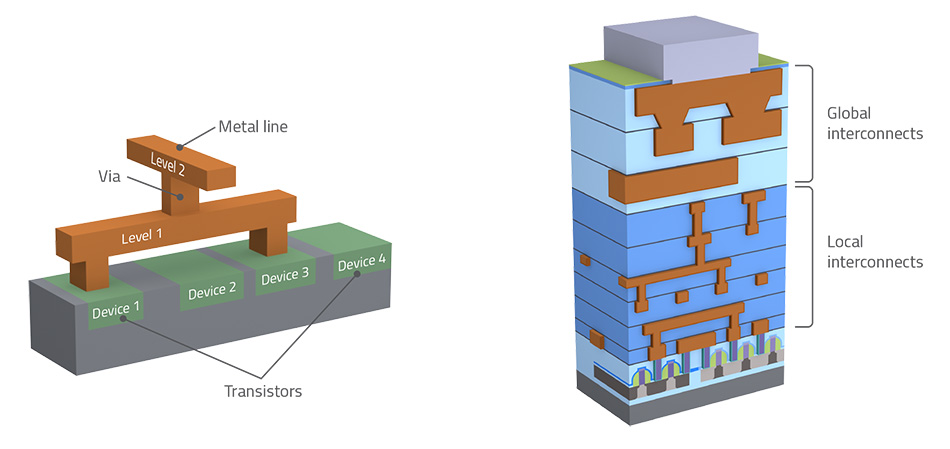 Metal line
Level 2
Via
Level 1
Device 1
Device 2
Device 3
Device 4
Transistors
Global
interconnects
Local
interconnects